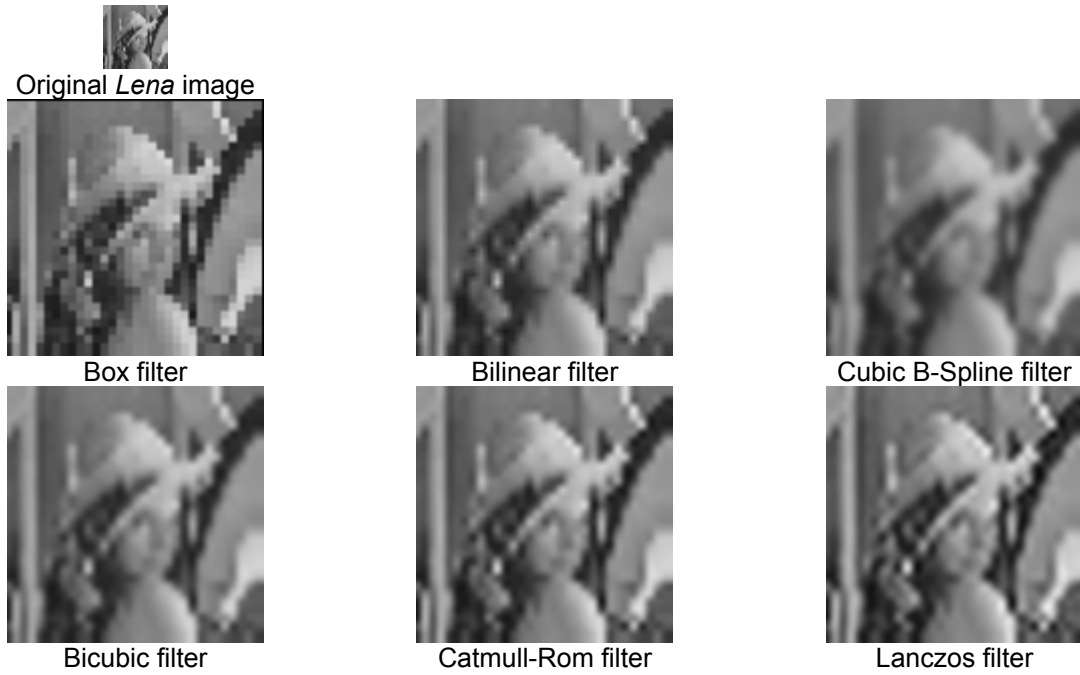 Original Lena image
Box filter
Bilinear filter
Cubic B-Spline filter
Bicubic filter
Catmull-Rom filter
Lanczos filter